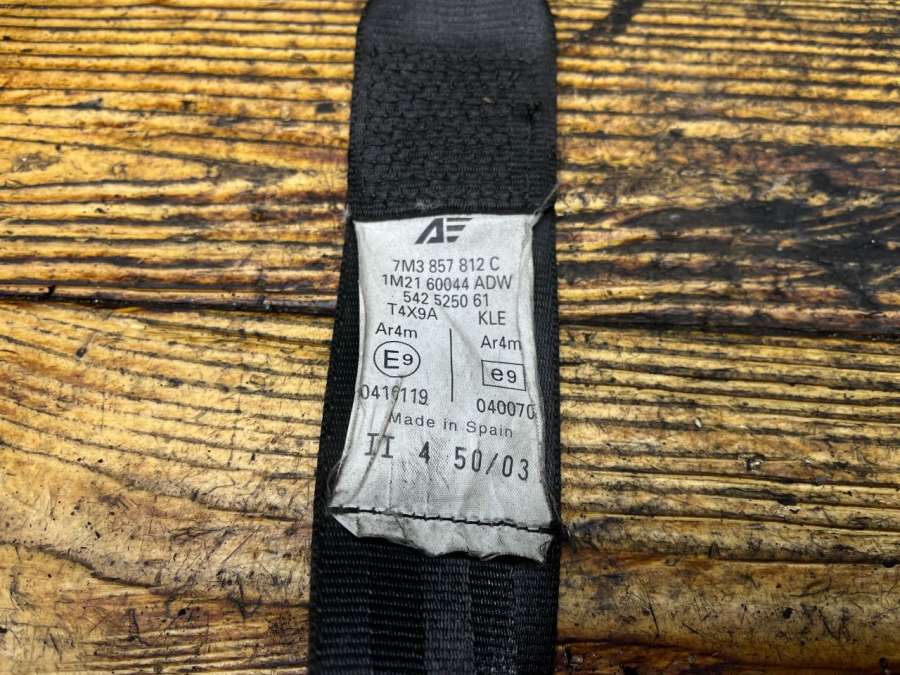 AE
7M3 857 812 C
1M21 60044 ADW
542 5250 61
T4X9A KLE
Ar4m Ar4m
E9 e9
0416119 040070
Made in Spain
II 4 50/03